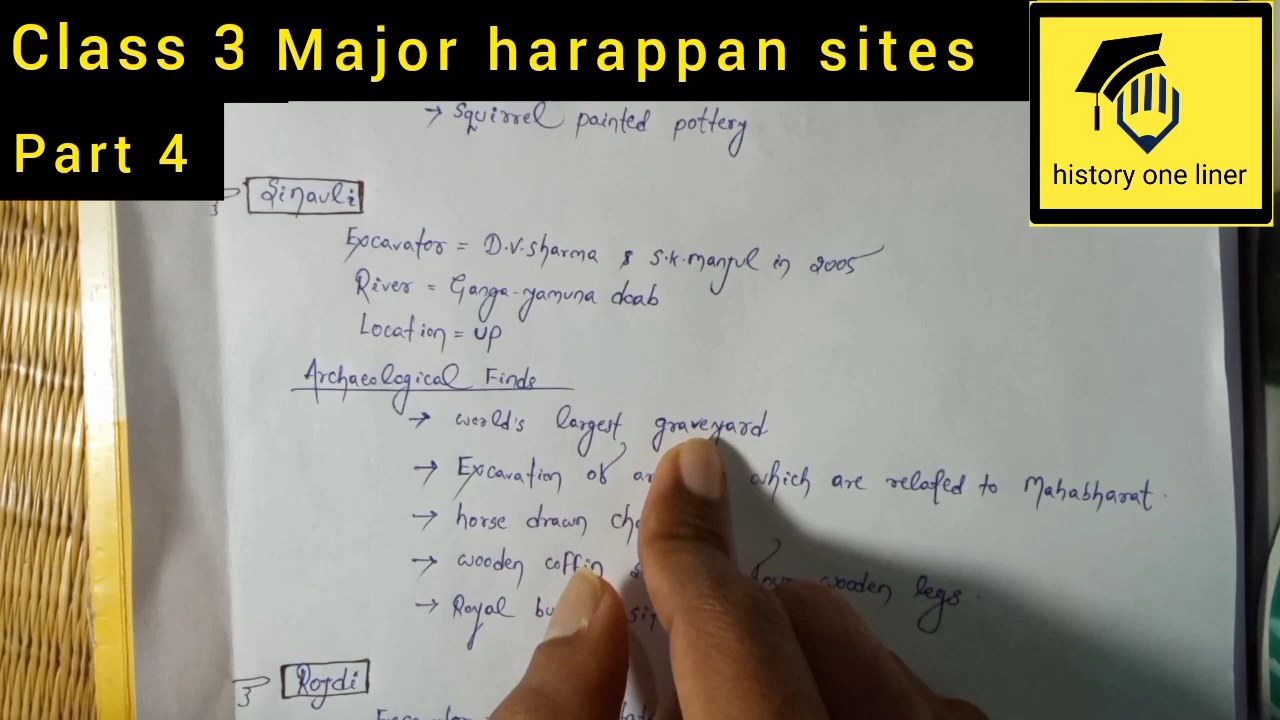 Class 3 Major harappan sites
Part 4
history one liner
→ Squirrel painted pottery
Sinauli
Excavator = D.V.Sharma & S.K.Manjul in 2005
River = Ganga-yamuna doab
Location = UP
Archaeological Finds
→ world's largest graveyard
→ Excavation of which are related to Mahabharat.
→ horse drawn
→ wooden coffin wooden legs.
→ Royal
Rojdi